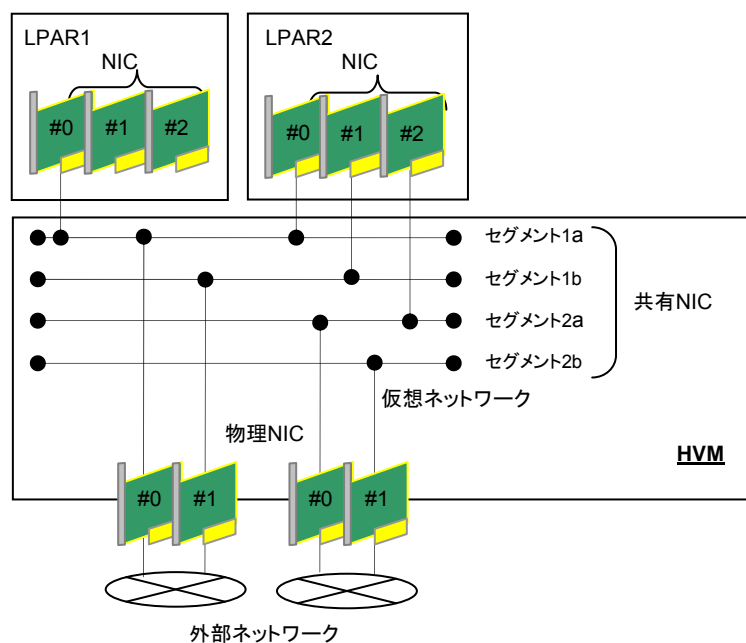 LPAR1
NIC
#0
#1
#2
LPAR2
NIC
#0
#1
#2
セグメント1a
セグメント1b
セグメント2a
セグメント2b
共有NIC
仮想ネットワーク
物理NIC
HVM
#0
#1
#0
#1
外部ネットワーク